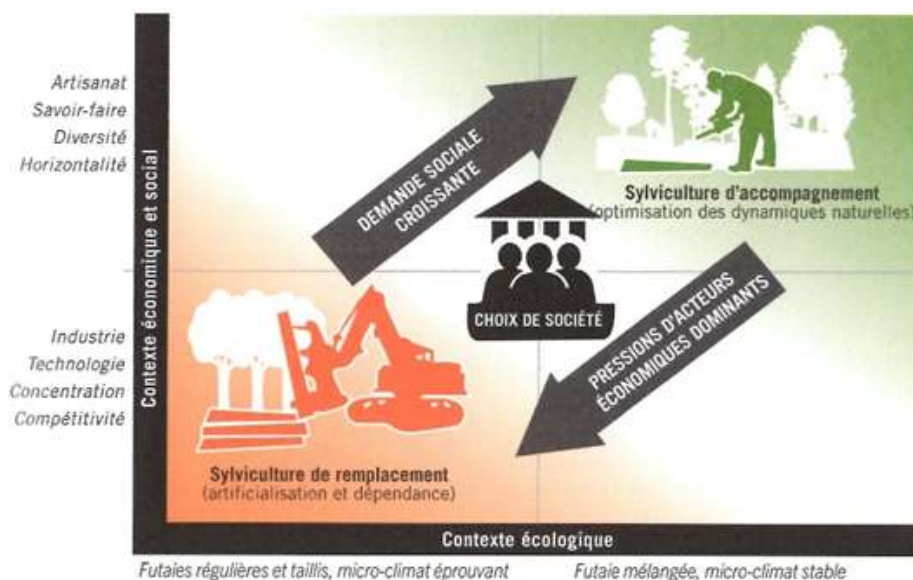 Artisanat
Savoir-faire
Diversité
Horizontalité
Industrie
Technologie
Concentration
Compétitivité
Contexte économique et social
DEMANDE SOCIALE
CROISSANTE
Sylviculture d'accompagnement
(optimisation des dynamiques naturelles)
CHOIX DE SOCIÉTÉ
PRESSIONS D'ACTEURS
ÉCONOMIQUES DOMINANTS
Sylviculture de remplacement
(artificialisation et dépendance)
Contexte écologique
Futaies régulières et taillis, micro-climat éprouvant
Futaie mélangée, micro-climat stable